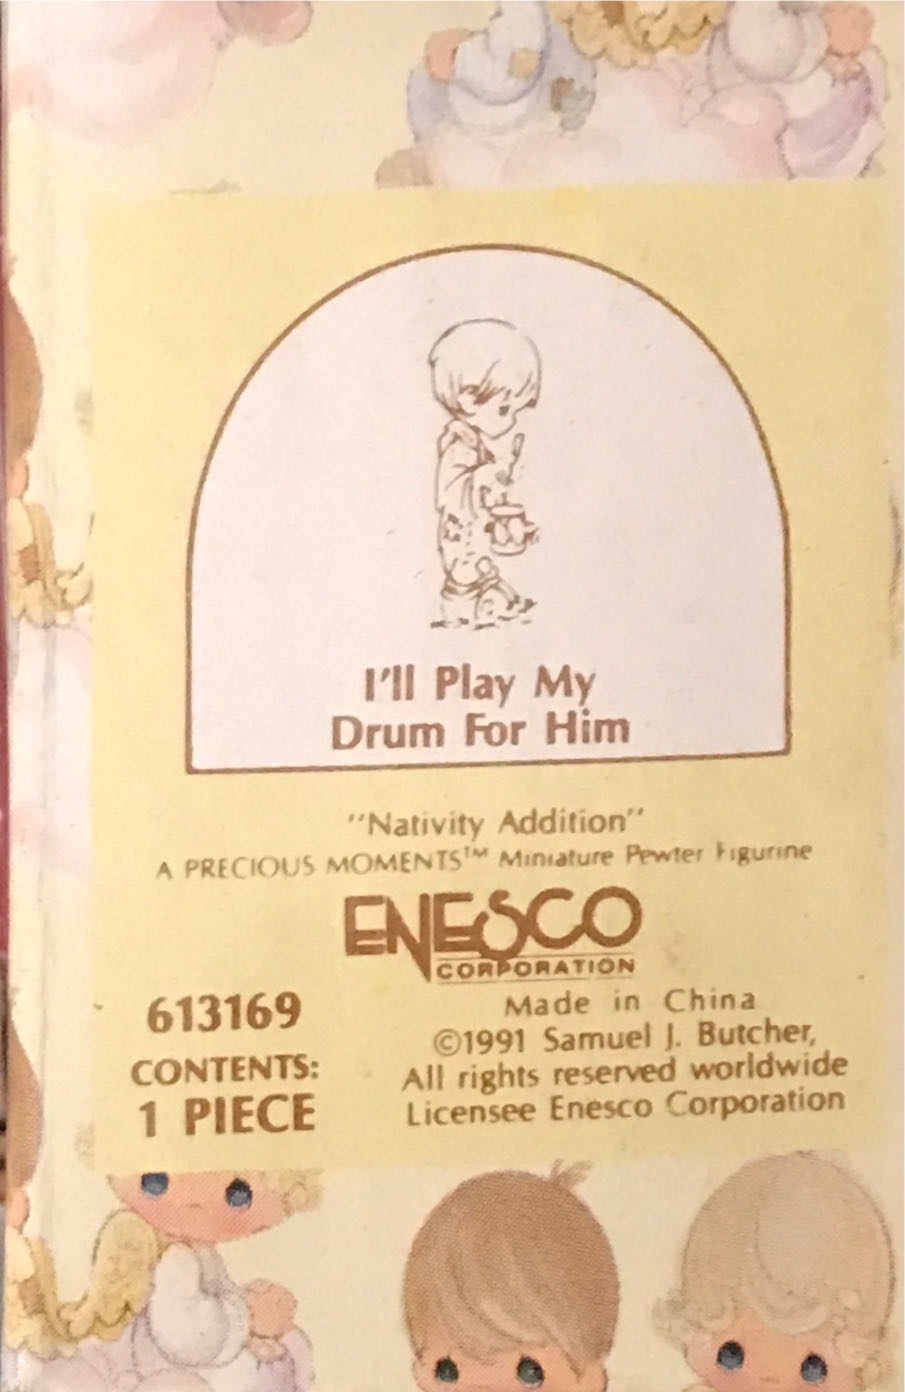 I'll Play My
Drum For Him
"Nativity Addition"
A PRECIOUS MOMENTS™ Miniature Pewter Figurine
ENESCO
CORPORATION
613169
CONTENTS:
1 PIECE
Made in China
©1991 Samuel J. Butcher,
All rights reserved worldwide
Licensee Enesco Corporation